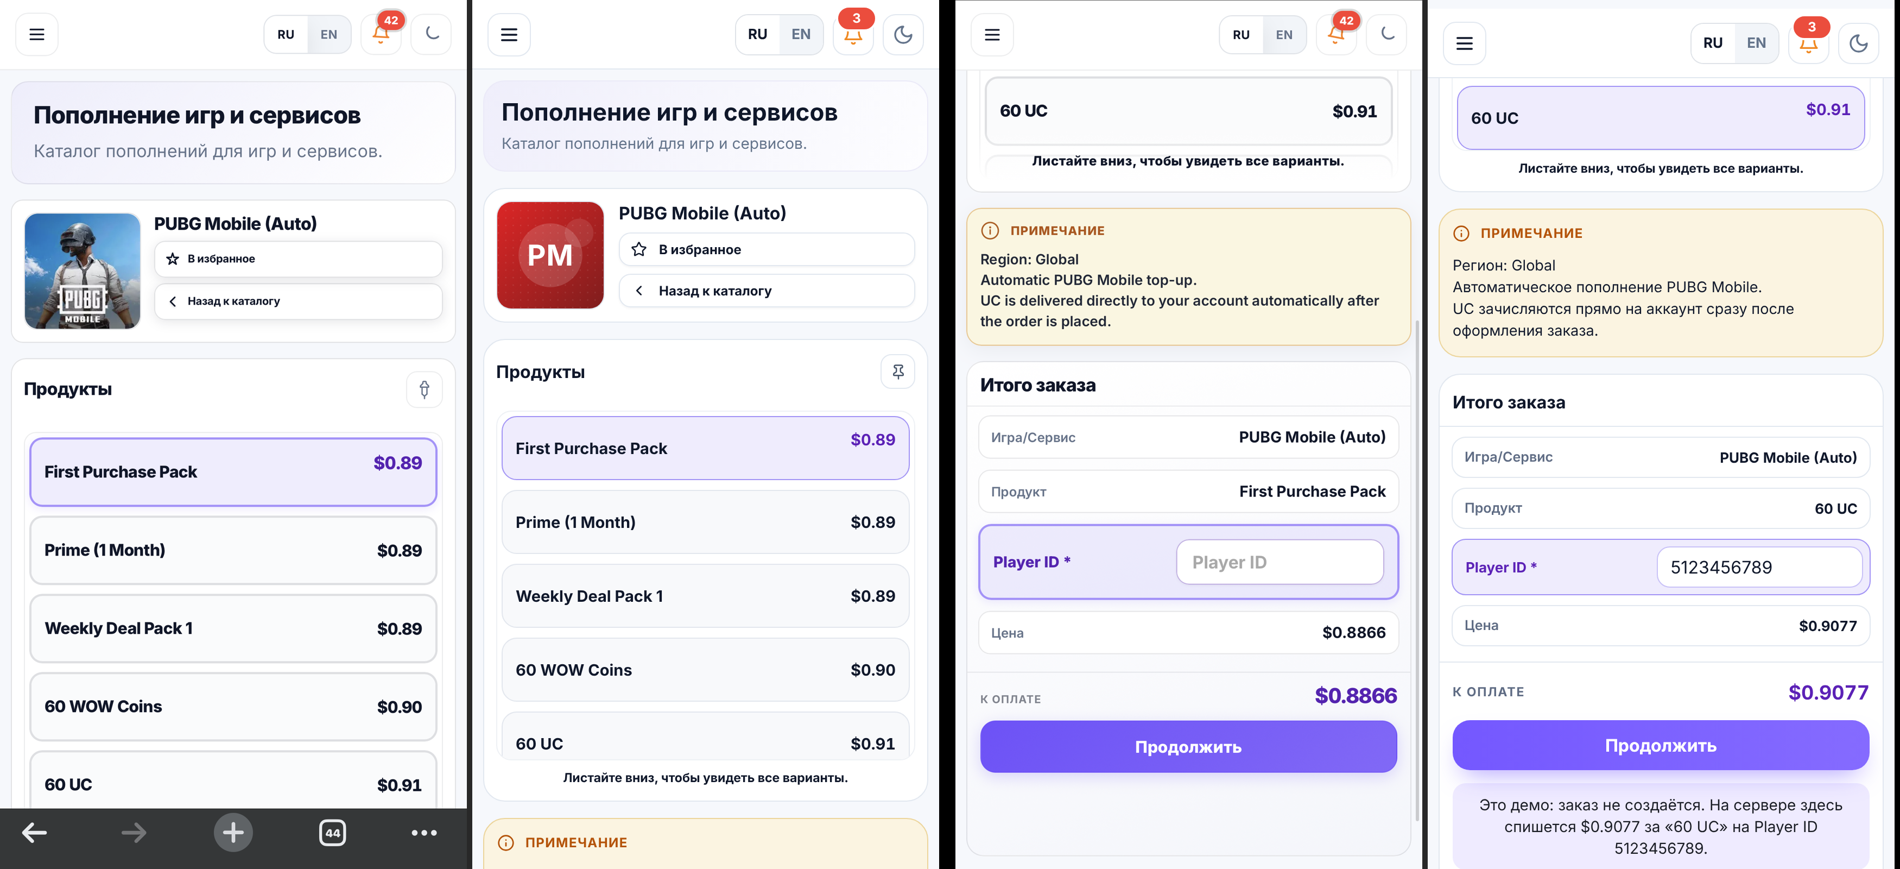 RU EN 42
Пополнение игр и сервисов
Каталог пополнений для игр и сервисов.
PUBG MOBILE
PUBG Mobile (Auto)
В избранное
Назад к каталогу
Продукты
First Purchase Pack $0.89
Prime (1 Month) $0.89
Weekly Deal Pack 1 $0.89
60 WOW Coins $0.90
60 UC $0.91
44
RU EN 3
Пополнение игр и сервисов
Каталог пополнений для игр и сервисов.
PM
PUBG Mobile (Auto)
В избранное
Назад к каталогу
Продукты
First Purchase Pack $0.89
Prime (1 Month) $0.89
Weekly Deal Pack 1 $0.89
60 WOW Coins $0.90
60 UC $0.91
Листайте вниз, чтобы увидеть все варианты.
ПРИМЕЧАНИЕ
RU EN 42
60 UC $0.91
Листайте вниз, чтобы увидеть все варианты.
ПРИМЕЧАНИЕ
Region: Global
Automatic PUBG Mobile top-up.
UC is delivered directly to your account automatically after
the order is placed.
Итого заказа
Игра/Сервис PUBG Mobile (Auto)
Продукт First Purchase Pack
Player ID * Player ID
Цена $0.8866
К ОПЛАТЕ $0.8866
Продолжить
RU EN 3
60 UC $0.91
Листайте вниз, чтобы увидеть все варианты.
ПРИМЕЧАНИЕ
Регион: Global
Автоматическое пополнение PUBG Mobile.
UC зачисляются прямо на аккаунт сразу после
оформления заказа.
Итого заказа
Игра/Сервис PUBG Mobile (Auto)
Продукт 60 UC
Player ID * 5123456789
Цена $0.9077
К ОПЛАТЕ $0.9077
Продолжить
Это демо: заказ не создаётся. На сервере здесь
спишется $0.9077 за «60 UC» на Player ID
5123456789.